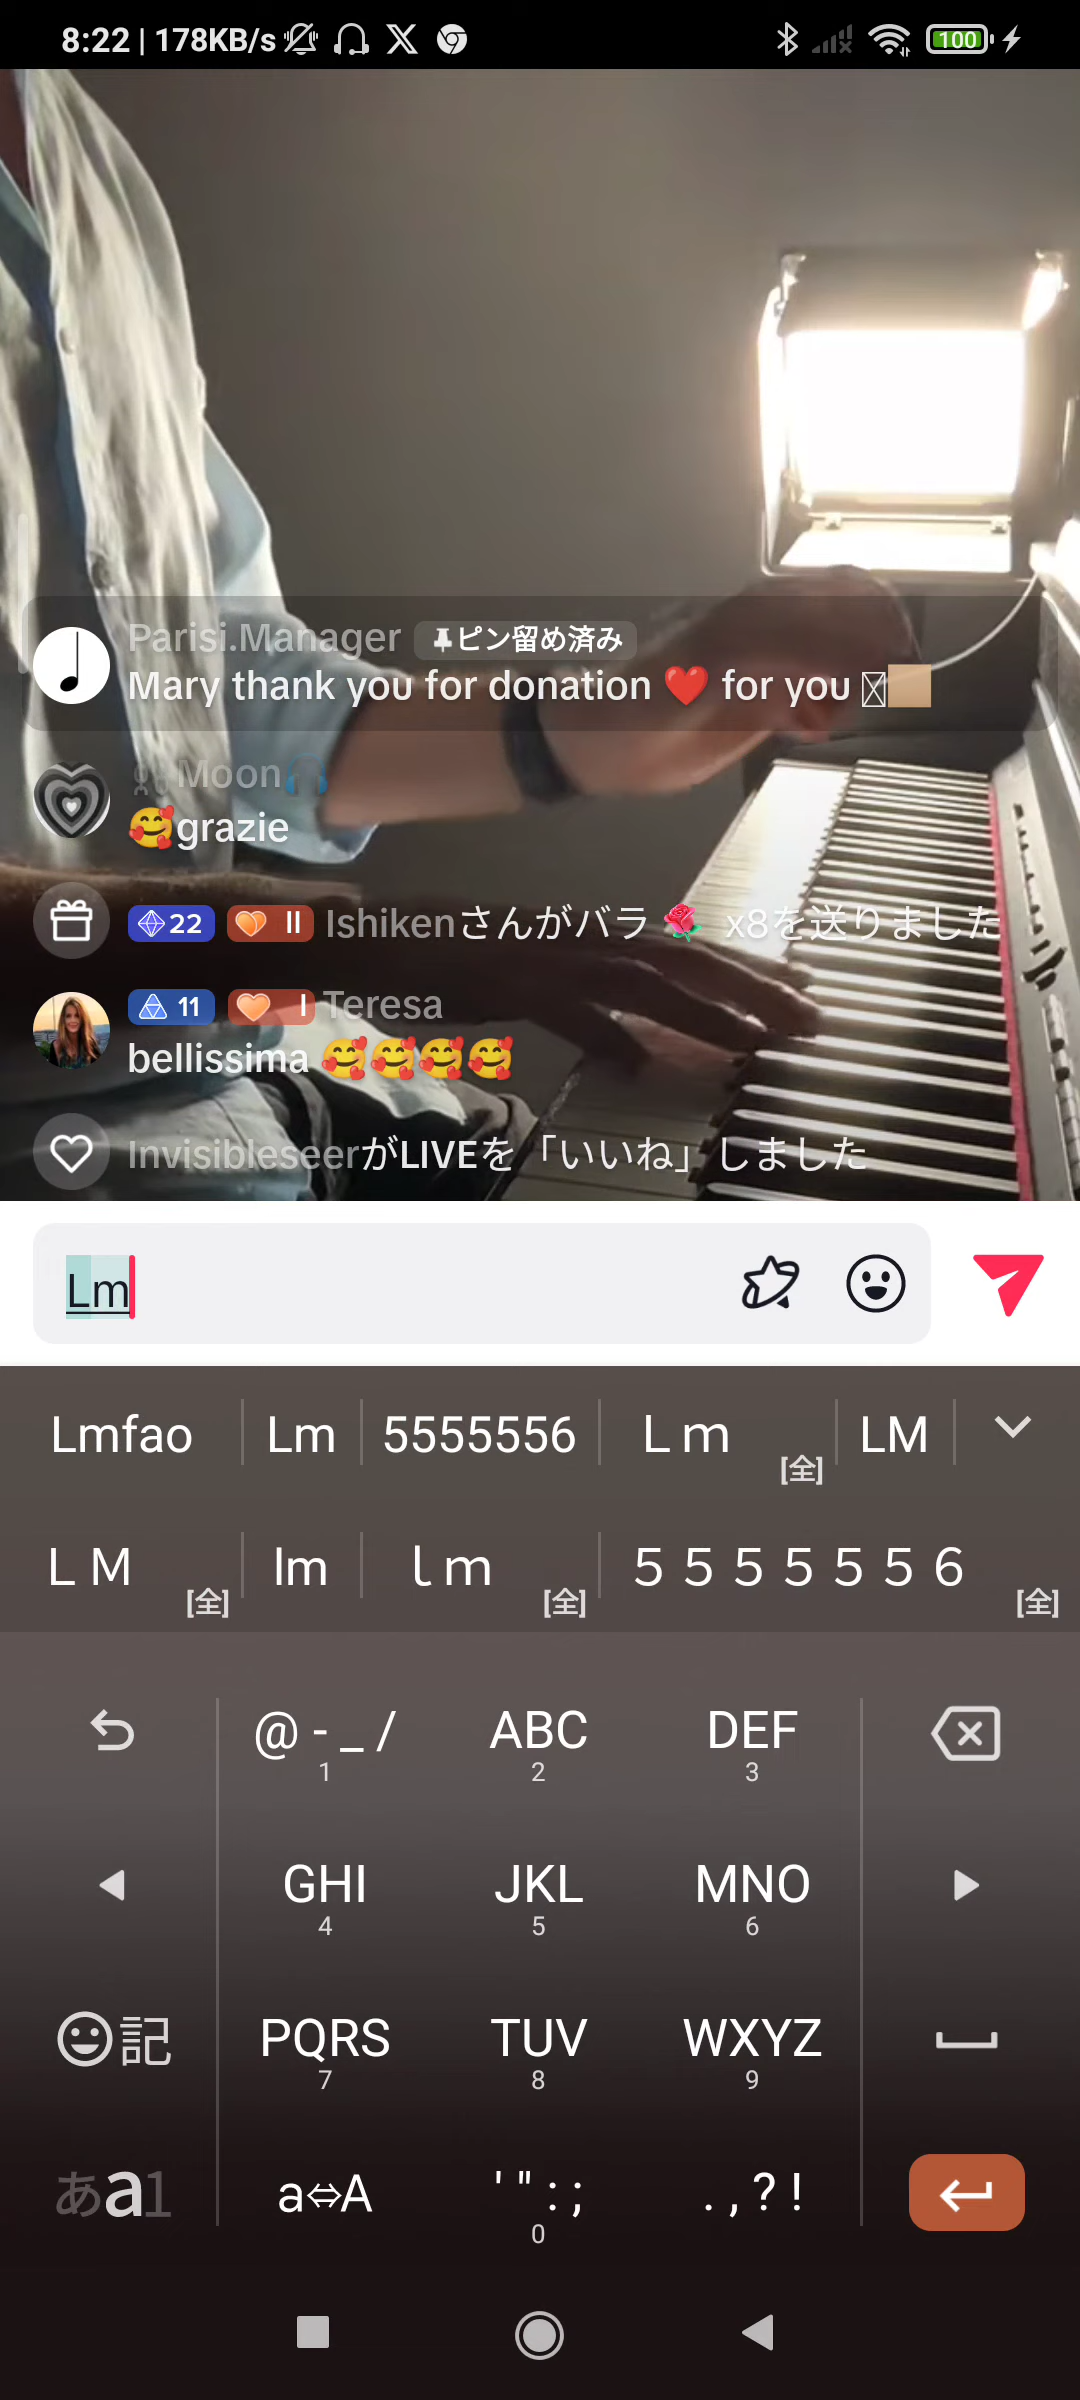 8:22 | 178KB/s 100
Parisi.Manager ピン留め済み
Mary thank you for donation ❤️ for you
Moon🎧
🥰grazie
22 II Ishikenさんがバラ 🌹 x8を送りました
11 I Teresa
bellissima 🥰🥰🥰🥰
InvisibleseerがLIVEを「いいね」しました
Lm
Lmfao Lm 5555556 Ｌｍ [全] LM
ＬＭ [全] lm ｌｍ [全] ５５５５５５６ [全]
@-_/ ABC DEF
1 2 3
GHI JKL MNO
4 5 6
記 PQRS TUV WXYZ
7 8 9
あa1 a⇔A ' " : ; . , ? !
0